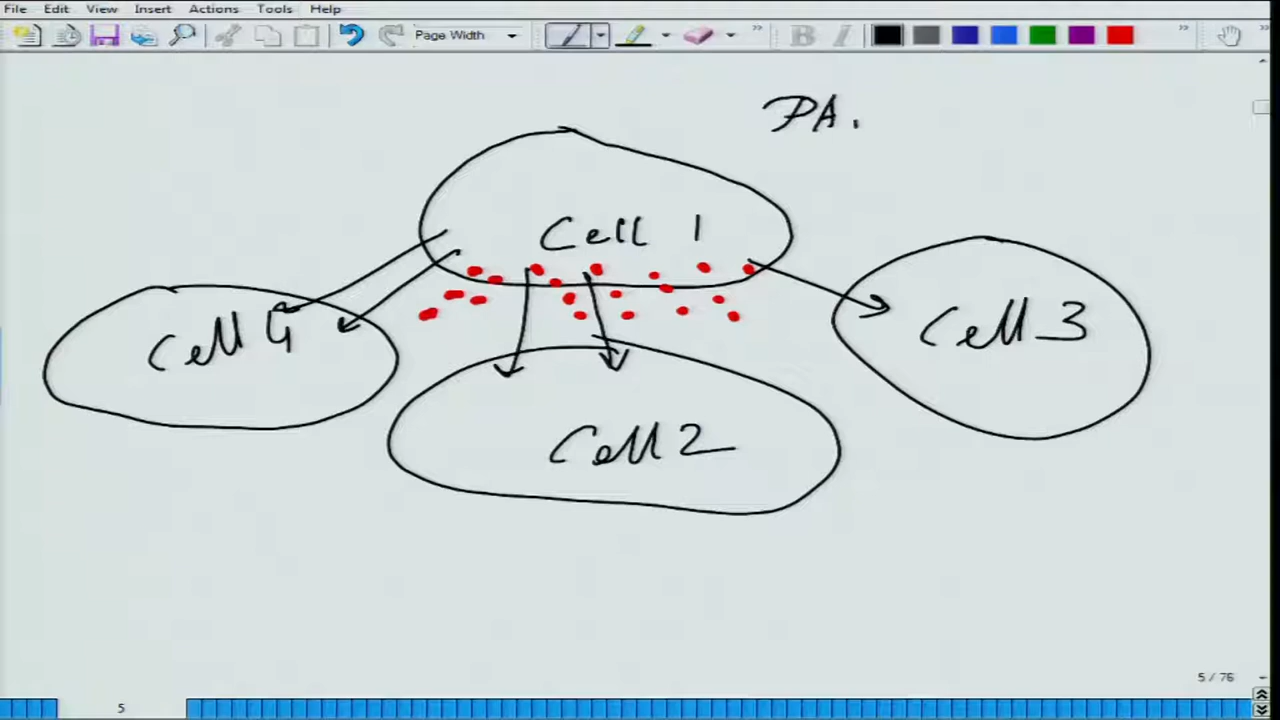 File Edit View Insert Actions Tools Help
Page Width B I
PA.
Cell 1
Cell 4
Cell 3
Cell 2
5 / 76
5